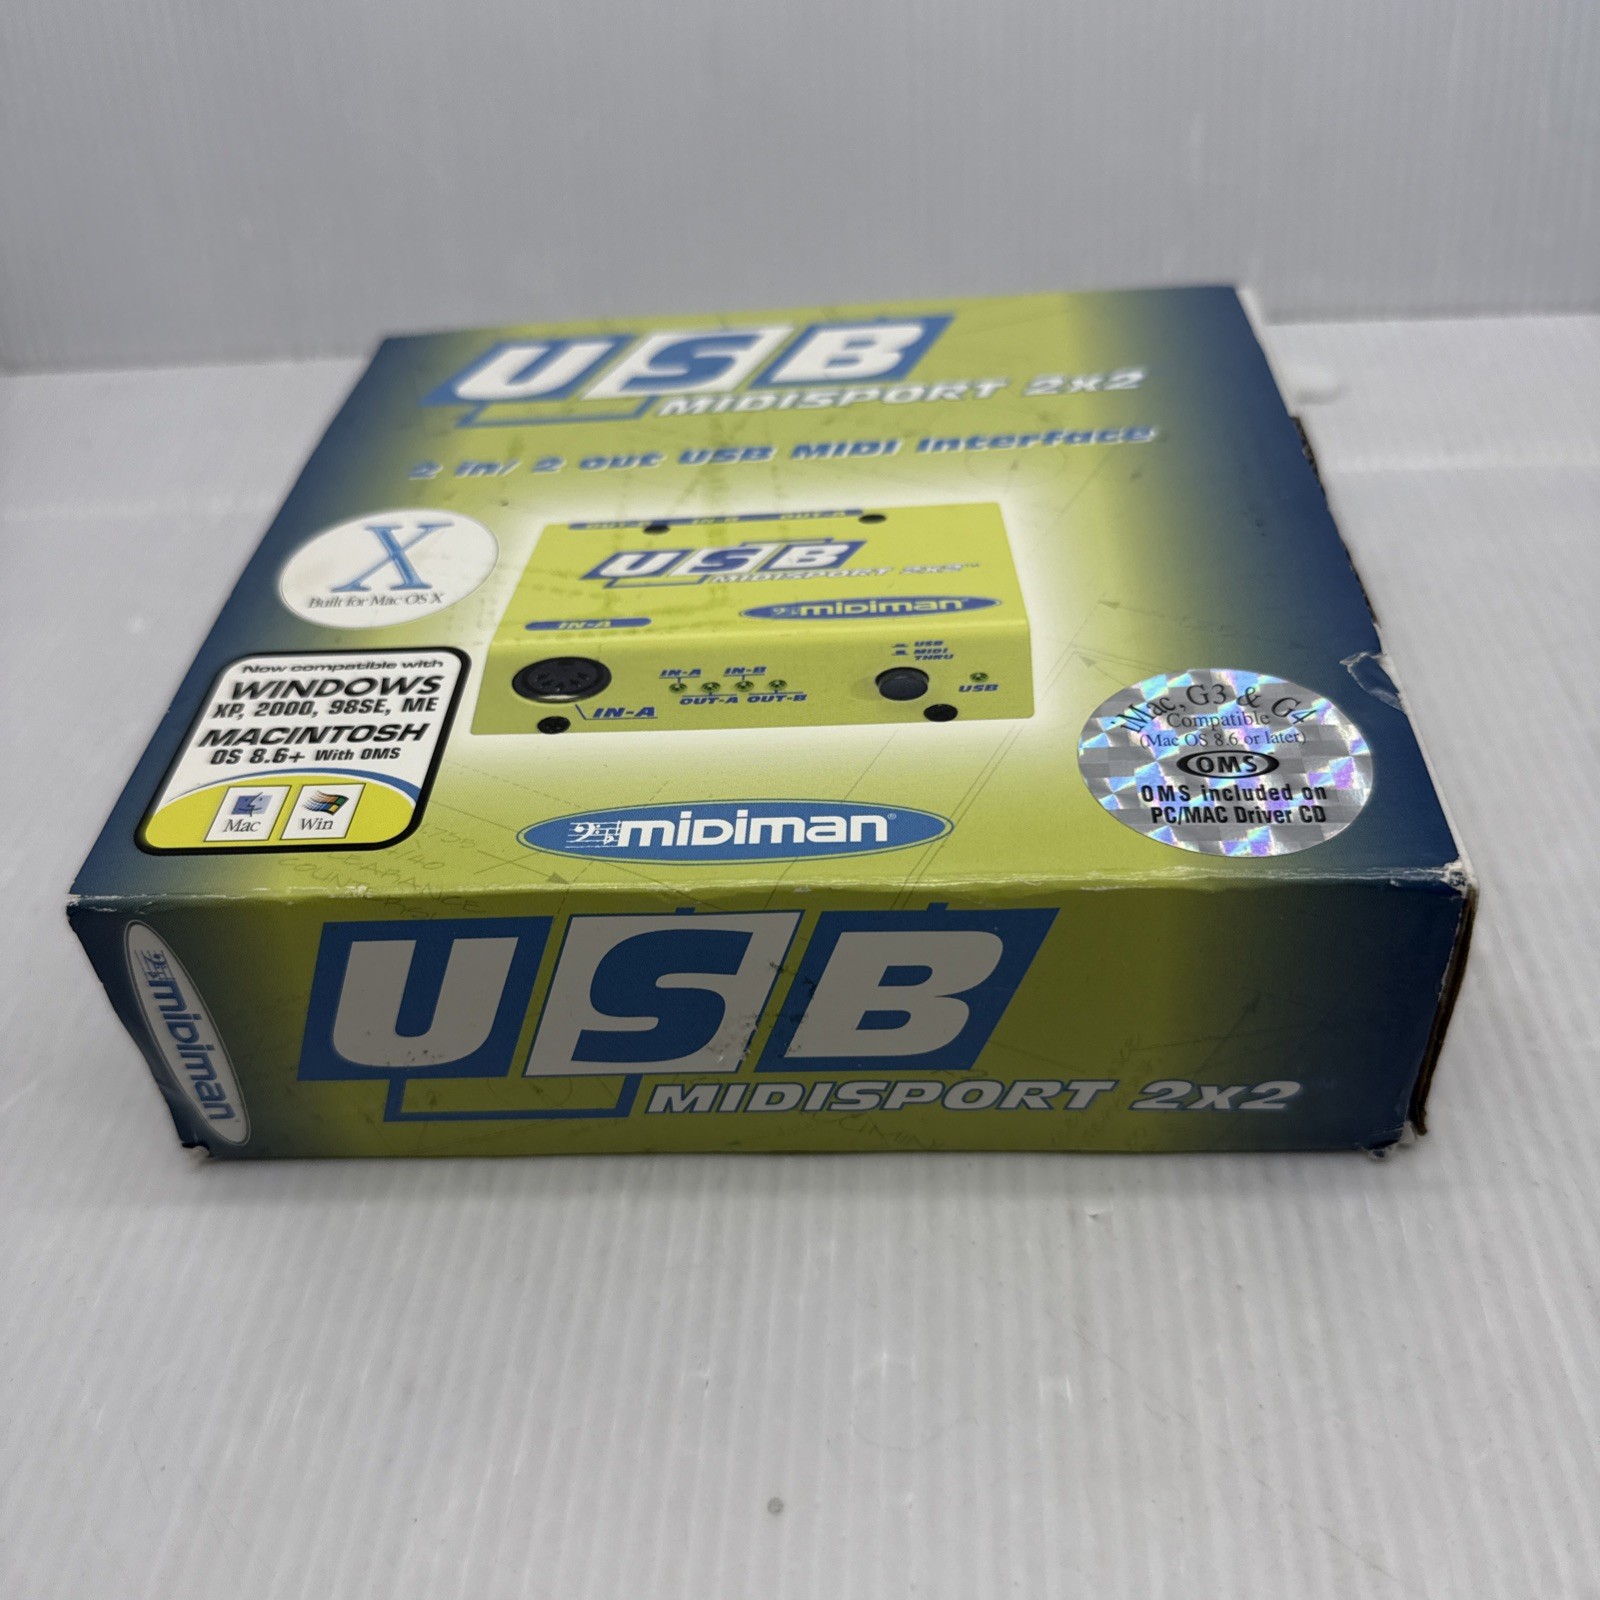 USB
MIDISPORT 2x2
2 in/ 2 out USB MIDI Interface
X
Built for Mac OS X
OUT-B IN-B OUT-A
USB
MIDISPORT 2x2™
midiman
IN-A
USB
MIDI
THRU
IN-A IN-B
OUT-A OUT-B
USB
IN-A
Now compatible with
WINDOWS
XP, 2000, 98SE, ME
MACINTOSH
OS 8.6+ With OMS
Mac Win
iMac, G3 & G4
Compatible
(Mac OS 8.6 or later)
OMS
OMS included on
PC/MAC Driver CD
midiman®
midiman
USB
MIDISPORT 2x2